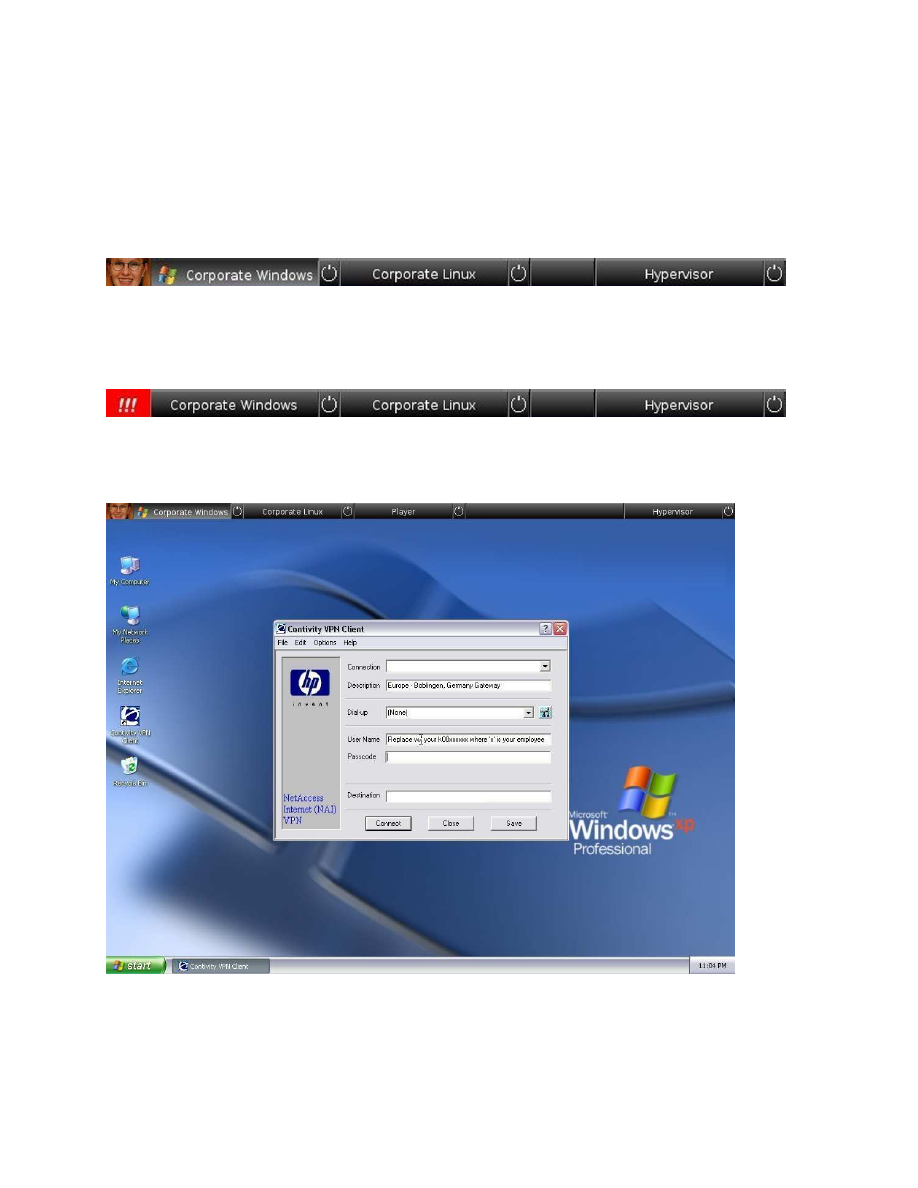 Corporate Windows Corporate Linux Hypervisor
!!! Corporate Windows Corporate Linux Hypervisor
Corporate Windows Corporate Linux Player Hypervisor
My Computer
My Network
Places
Internet
Explorer
Contivity VPN
Client
Recycle Bin
Contivity VPN Client
File Edit Options Help
hp
invent
NetAccess
Internet (NAI)
VPN
Connection
Description Europe - Boblingen, Germany Gateway
Dial-up (None)
User Name Replace your k00xxxxxx where 'x' is your employee
Passcode
Destination
Connect Close Save
Microsoft
Windows xp
Professional
start Contivity VPN Client 11:04 PM